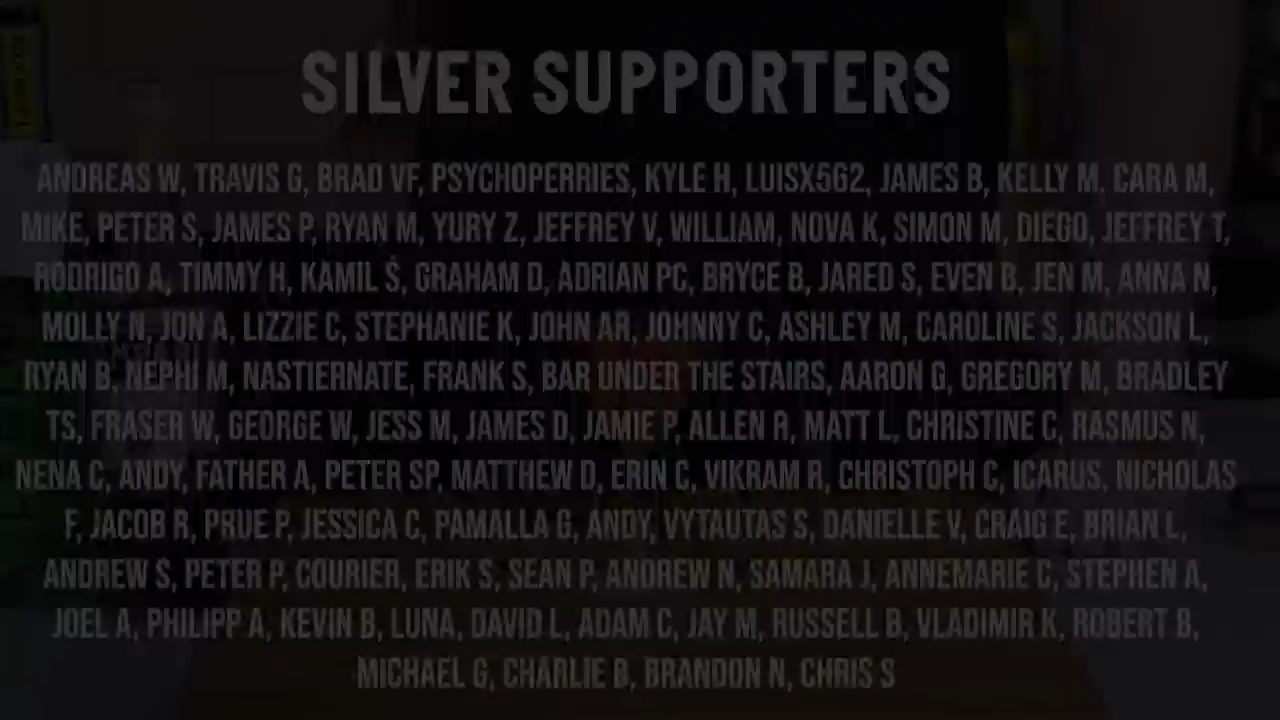 SILVER SUPPORTERS
ANDREAS W, TRAVIS G, BRAD VF, PSYCHOPERRIES, KYLE H, LUISX562, JAMES B, KELLY M, CARA M,
MIKE, PETER S, JAMES P, RYAN M, YURY Z, JEFFREY V, WILLIAM, NOVA K, SIMON M, DIEGO, JEFFREY T,
RODRIGO A, TIMMY H, KAMIL Ś, GRAHAM D, ADRIAN PC, BRYCE B, JARED S, EVEN B, JEN M, ANNA N,
MOLLY N, JON A, LIZZIE C, STEPHANIE K, JOHN AR, JOHNNY C, ASHLEY M, CAROLINE S, JACKSON L,
RYAN B, NEPHI M, NASTIERNATE, FRANK S, BAR UNDER THE STAIRS, AARON G, GREGORY M, BRADLEY
TS, FRASER W, GEORGE W, JESS M, JAMES D, JAMIE P, ALLEN R, MATT L, CHRISTINE C, RASMUS N,
NENA C, ANDY, FATHER A, PETER SP, MATTHEW D, ERIN C, VIKRAM R, CHRISTOPH C, ICARUS, NICHOLAS
F, JACOB R, PRUE P, JESSICA C, PAMALLA G, ANDY, VYTAUTAS S, DANIELLE V, CRAIG E, BRIAN L,
ANDREW S, PETER P, COURIER, ERIK S, SEAN P, ANDREW N, SAMARA J, ANNEMARIE C, STEPHEN A,
JOEL A, PHILIPP A, KEVIN B, LUNA, DAVID L, ADAM C, JAY M, RUSSELL B, VLADIMIR K, ROBERT B,
MICHAEL G, CHARLIE B, BRANDON N, CHRIS S